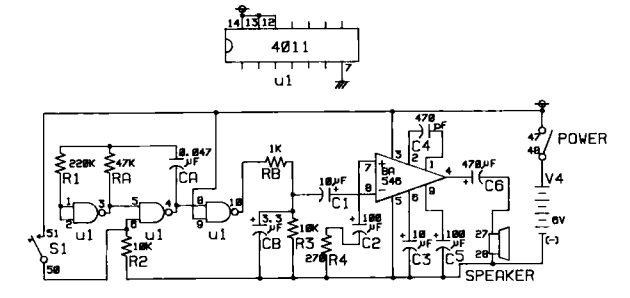 14 13 12
4011
7
u1
470
pF
C4
0.047
µF
CA
220K
R1
47K
RA
1K
RB
10µF
C1
BA
546
+
-
7
8
3
2
1
4
5
6
9
470µF
C6
47
48
POWER
V4
6V
(-)
1
2
3
u1
5
6
4
u1
8
9
10
u1
51
S1
50
10K
R2
3.3
µF
CB
10K
R3
270
R4
100
µF
C2
10
µF
C3
100
µF
C5
27
28
SPEAKER